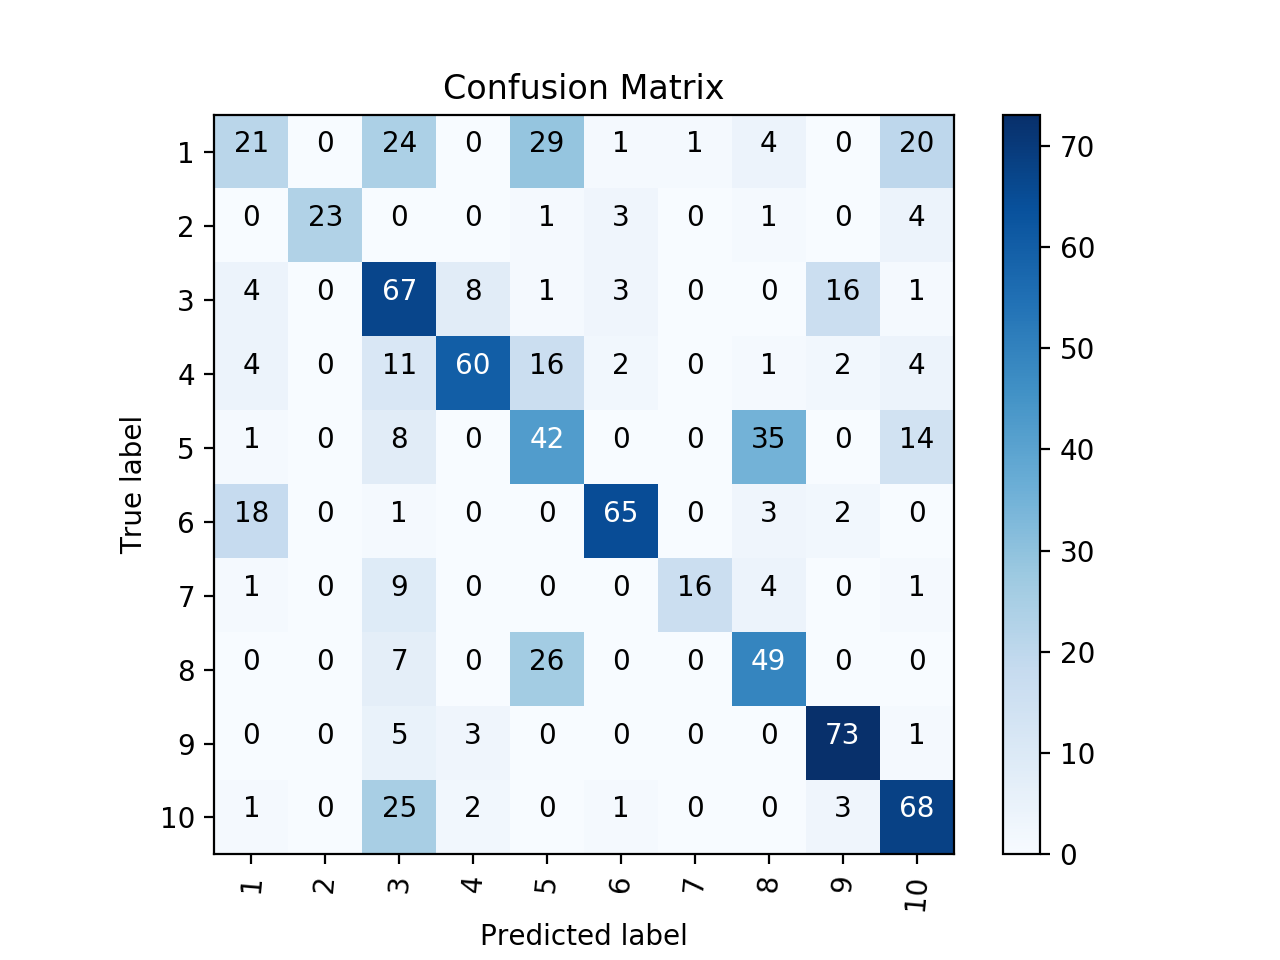 Confusion Matrix
1 21 0 24 0 29 1 1 4 0 20
2 0 23 0 0 1 3 0 1 0 4
3 4 0 67 8 1 3 0 0 16 1
4 4 0 11 60 16 2 0 1 2 4
5 1 0 8 0 42 0 0 35 0 14
6 18 0 1 0 0 65 0 3 2 0
7 1 0 9 0 0 0 16 4 0 1
8 0 0 7 0 26 0 0 49 0 0
9 0 0 5 3 0 0 0 0 73 1
10 1 0 25 2 0 1 0 0 3 68
1 2 3 4 5 6 7 8 9 10
True label
Predicted label
70
60
50
40
30
20
10
0